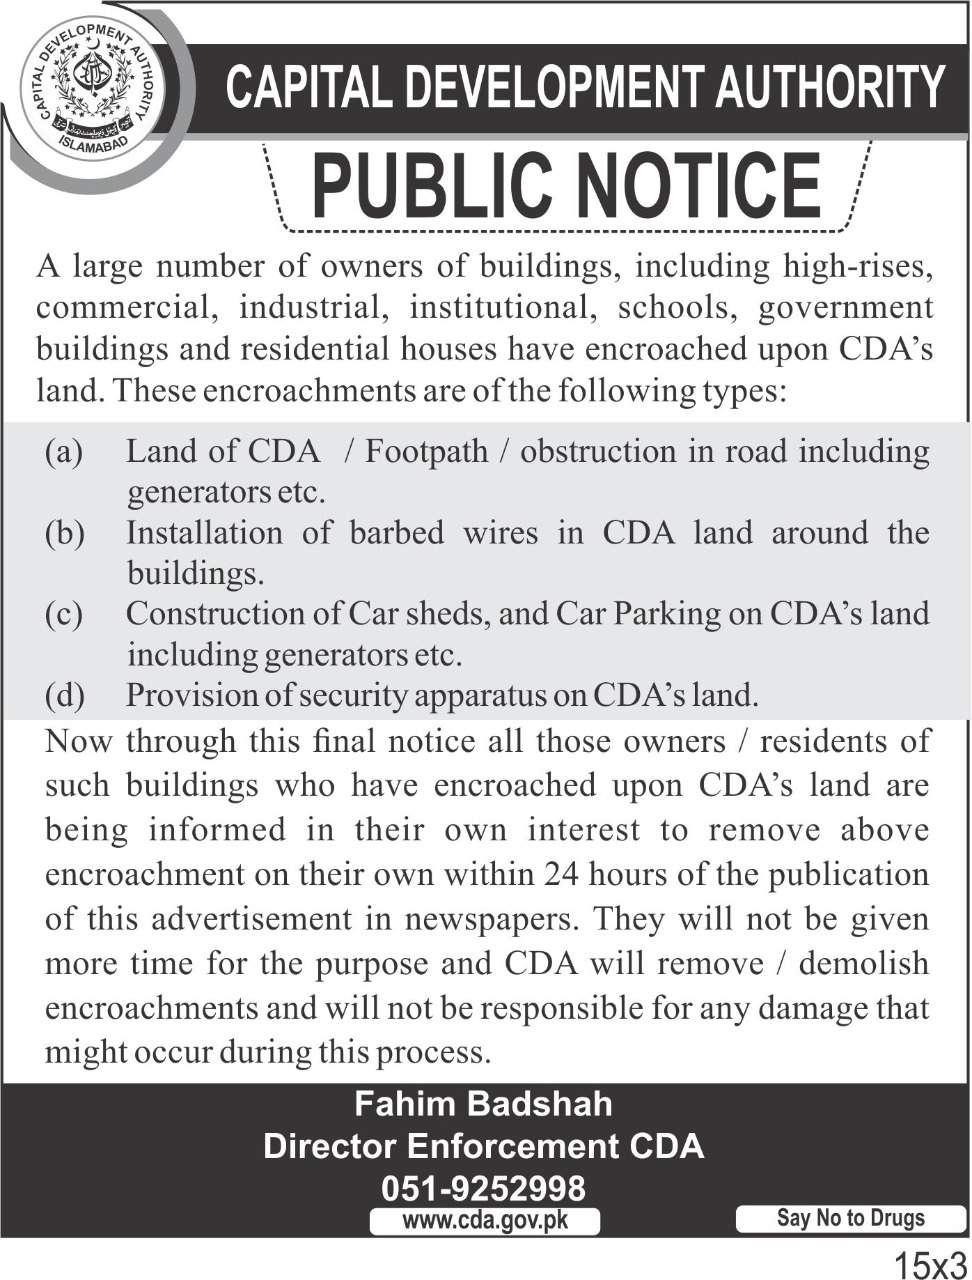 CAPITAL DEVELOPMENT AUTHORITY
ISLAMABAD
CAPITAL DEVELOPMENT AUTHORITY
PUBLIC NOTICE
A large number of owners of buildings, including high-rises,
commercial, industrial, institutional, schools, government
buildings and residential houses have encroached upon CDA’s
land. These encroachments are of the following types:
(a) Land of CDA / Footpath / obstruction in road including
generators etc.
(b) Installation of barbed wires in CDA land around the
buildings.
(c) Construction of Car sheds, and Car Parking on CDA’s land
including generators etc.
(d) Provision of security apparatus on CDA’s land.
Now through this final notice all those owners / residents of
such buildings who have encroached upon CDA’s land are
being informed in their own interest to remove above
encroachment on their own within 24 hours of the publication
of this advertisement in newspapers. They will not be given
more time for the purpose and CDA will remove / demolish
encroachments and will not be responsible for any damage that
might occur during this process.
Fahim Badshah
Director Enforcement CDA
051-9252998
www.cda.gov.pk
Say No to Drugs
15x3